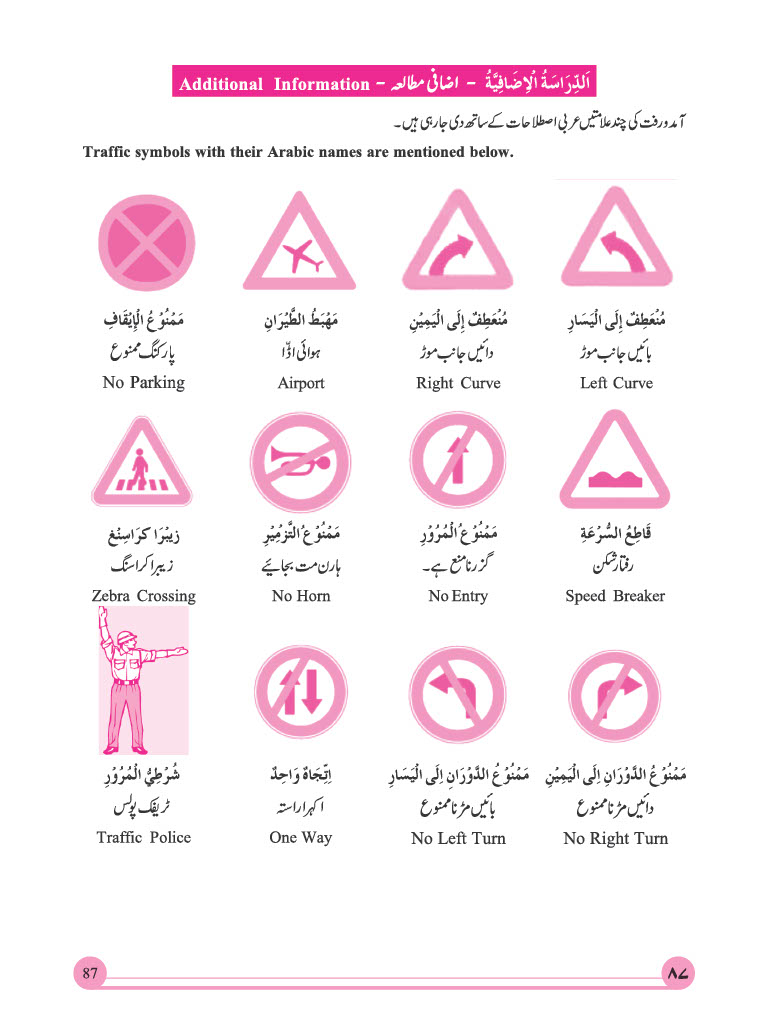 Additional Information - اضافی مطالعہ - اَلدِّرَاسَةُ الْاِضَافِيَّةُ
آمد و رفت کی چند علامتیں عربی اصطلاحات کے ساتھ دی جا رہی ہیں۔
Traffic symbols with their Arabic names are mentioned below.
مَمْنُوْعُ الْإِيْقَافِ
پارکنگ ممنوع
No Parking
مَهْبَطُ الطَّيْرَانِ
ہوائی اڈّا
Airport
مُنْعَطِفٌ إِلَى الْيَمِيْنِ
دائیں جانب موڑ
Right Curve
مُنْعَطِفٌ إِلَى الْيَسَارِ
بائیں جانب موڑ
Left Curve
زيبْرَا كرَاسِنْغ
زیبرا کراسنگ
Zebra Crossing
مَمْنُوْعُ التَّزْمِيْرِ
ہارن مت بجائیے
No Horn
مَمْنُوْعُ الْمُرُوْرِ
گزرنا منع ہے۔
No Entry
قَاطِعُ السُّرْعَةِ
رفتار شکن
Speed Breaker
شُرْطِيُّ الْمُرُوْرِ
ٹریفک پولس
Traffic Police
اِتِّجَاهٌ وَاحِدٌ
اکہرا راستہ
One Way
مَمْنُوْعُ الدَّوْرَانِ اِلَى الْيَسَارِ
بائیں مڑنا ممنوع
No Left Turn
مَمْنُوْعُ الدَّوْرَانِ اِلَى الْيَمِيْنِ
دائیں مڑنا ممنوع
No Right Turn
87
۸۷